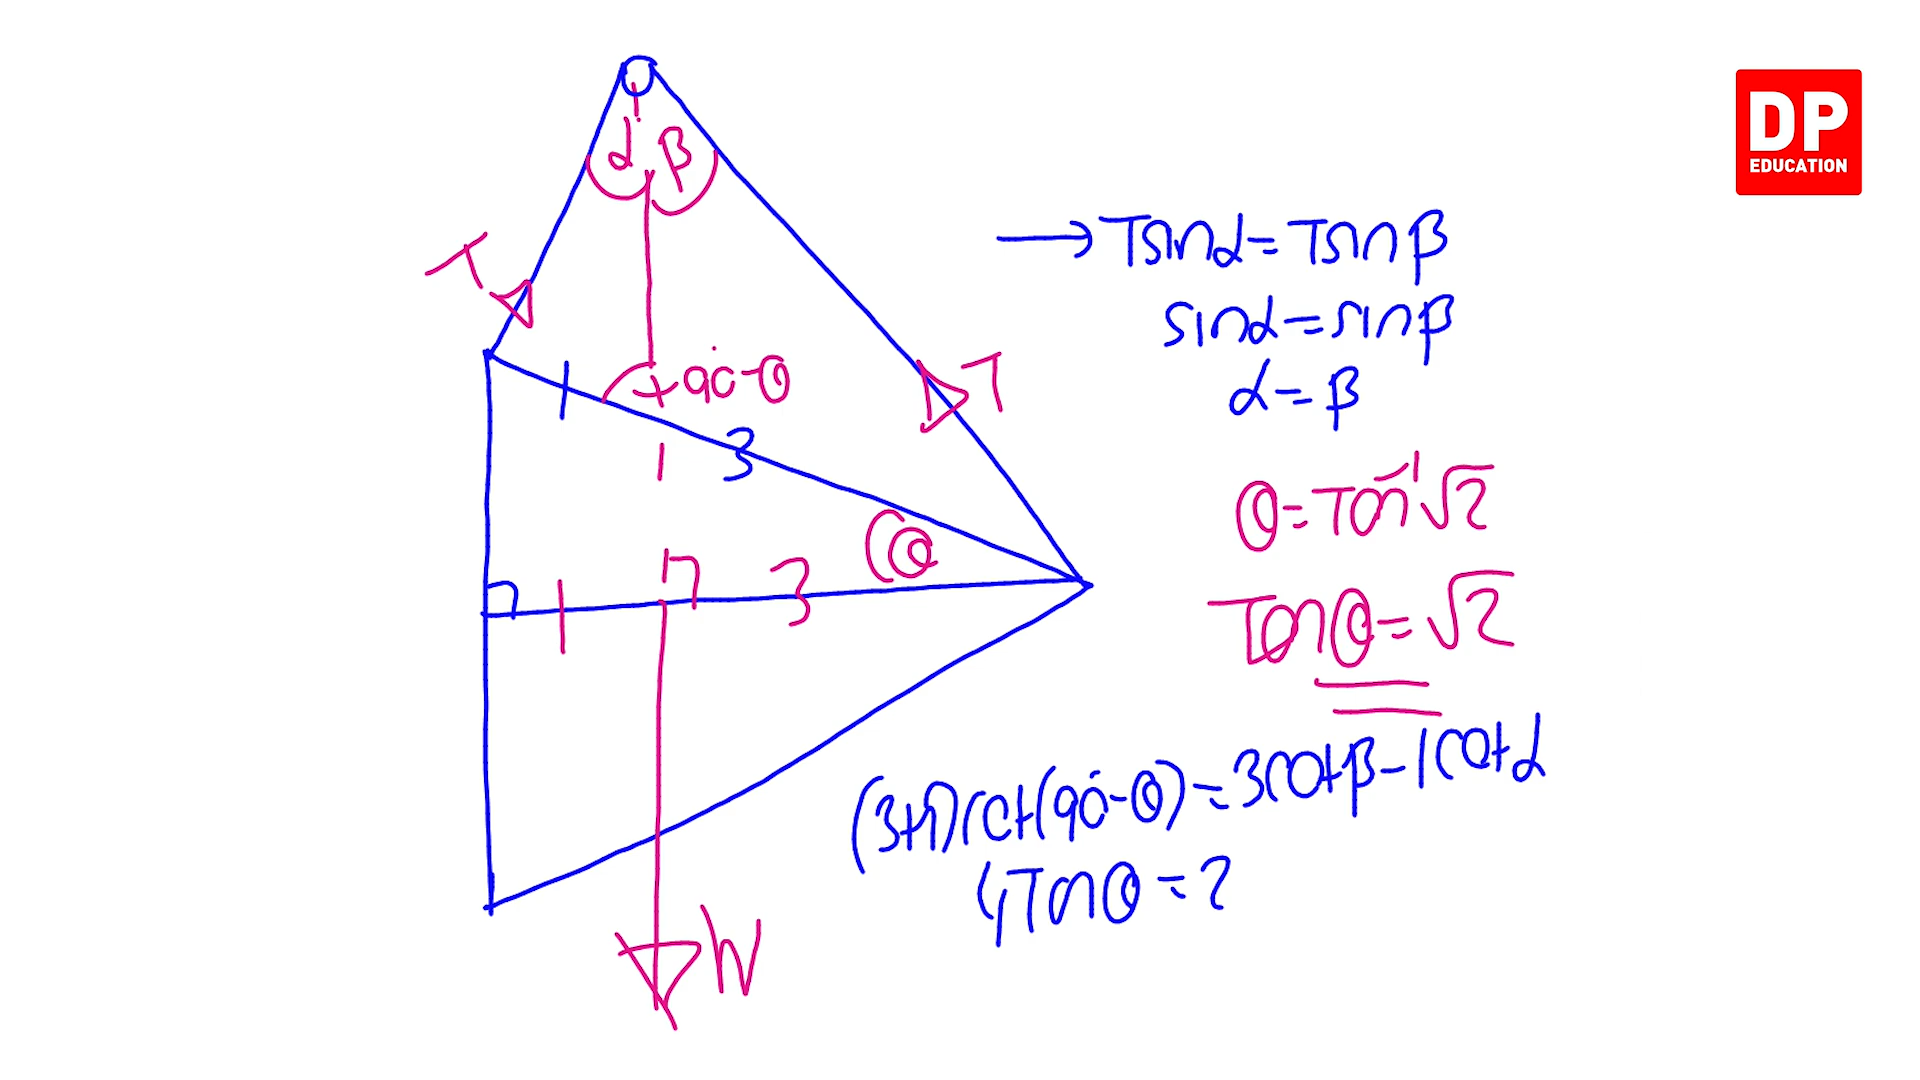 DP
EDUCATION
α β
T
T
90°-θ
1
3
θ
1
3
W
→ Tsinα = Tsinβ
sinα = sinβ
α = β
θ = Tan⁻¹√2
Tanθ = √2
(3+1)cot(90°-θ) = 3cotβ - 1cotα
4Tanθ = 2